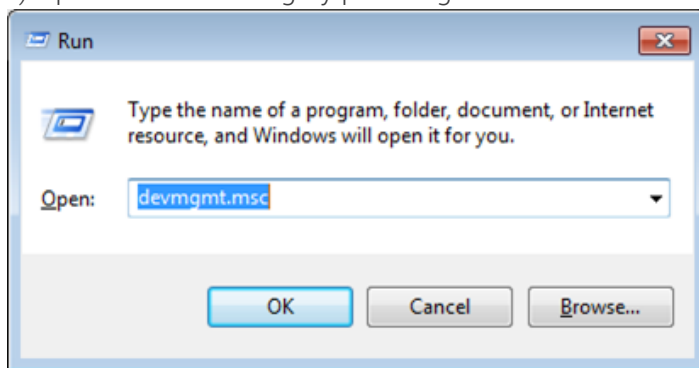 Run
Type the name of a program, folder, document, or Internet
resource, and Windows will open it for you.
Open: devmgmt.msc
OK Cancel Browse...